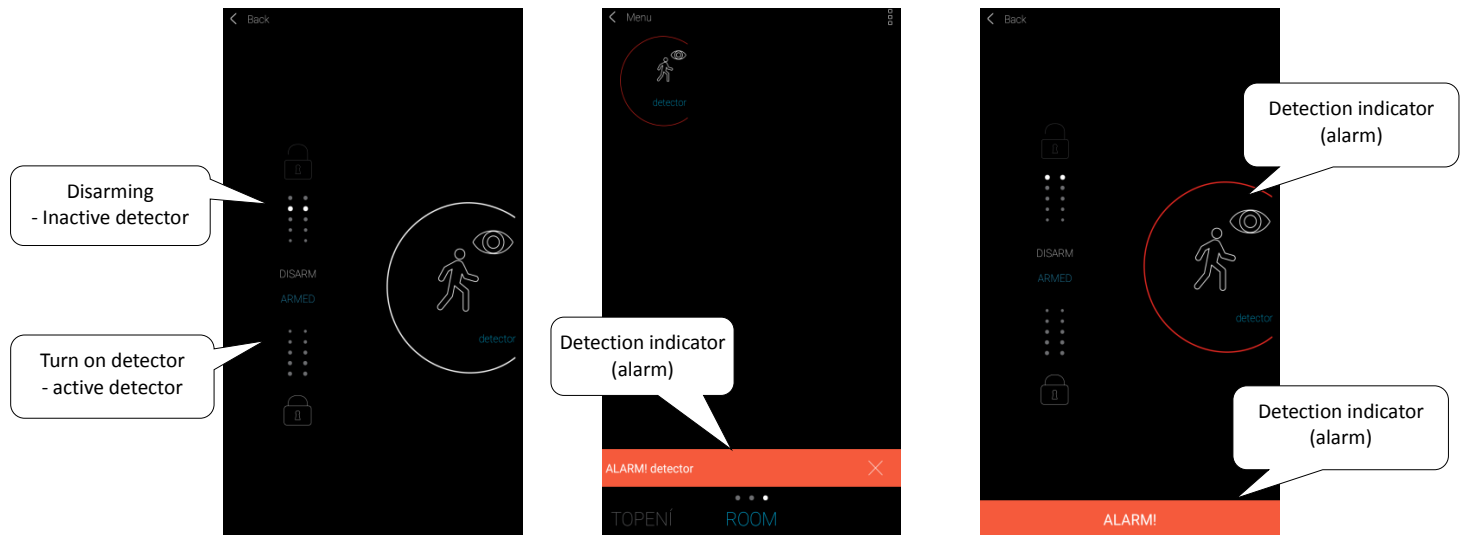 Back
Disarming
- Inactive detector
DISARM
ARMED
detector
Turn on detector
- active detector
Menu
detector
Detection indicator
(alarm)
ALARM! detector
TOPENÍ ROOM
Back
Detection indicator
(alarm)
DISARM
ARMED
detector
Detection indicator
(alarm)
ALARM!